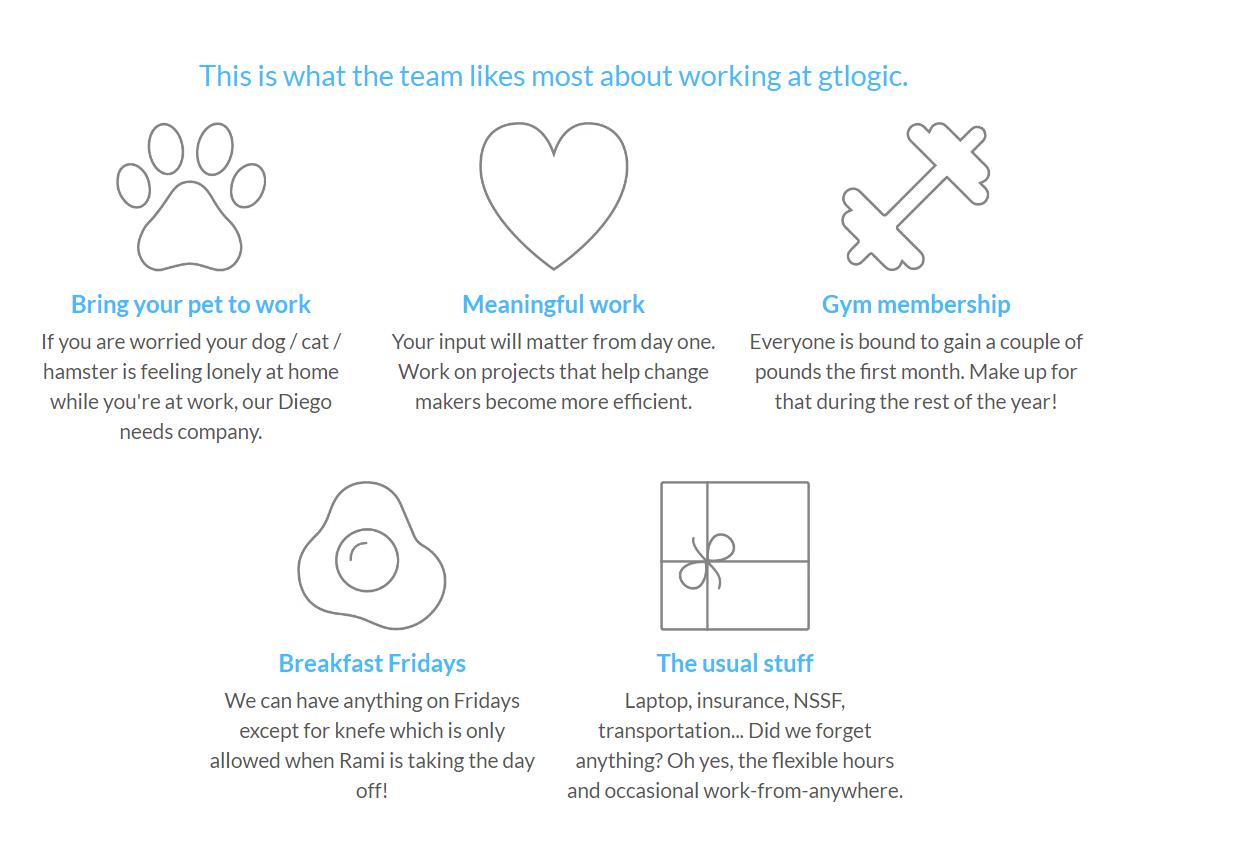 This is what the team likes most about working at gtlogic.
Bring your pet to work
If you are worried your dog / cat /
hamster is feeling lonely at home
while you're at work, our Diego
needs company.
Meaningful work
Your input will matter from day one.
Work on projects that help change
makers become more efficient.
Gym membership
Everyone is bound to gain a couple of
pounds the first month. Make up for
that during the rest of the year!
Breakfast Fridays
We can have anything on Fridays
except for knefe which is only
allowed when Rami is taking the day
off!
The usual stuff
Laptop, insurance, NSSF,
transportation... Did we forget
anything? Oh yes, the flexible hours
and occasional work-from-anywhere.